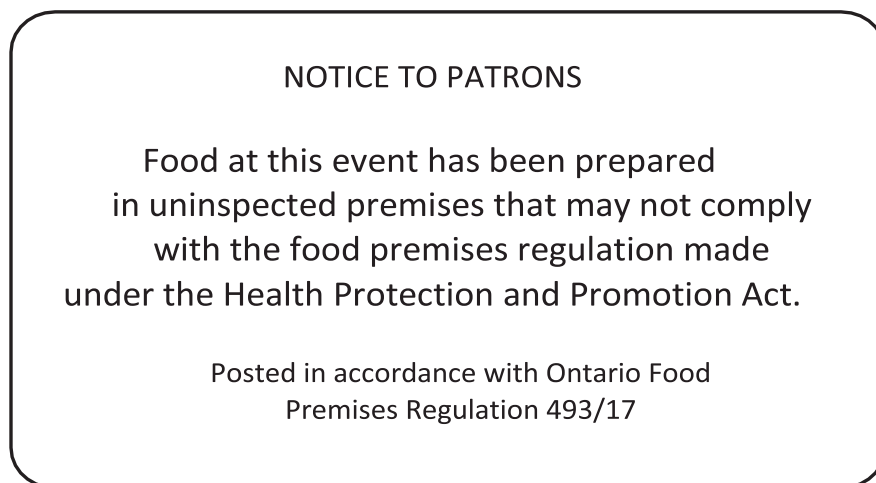 NOTICE TO PATRONS
Food at this event has been prepared
in uninspected premises that may not comply
with the food premises regulation made
under the Health Protection and Promotion Act.
Posted in accordance with Ontario Food
Premises Regulation 493/17